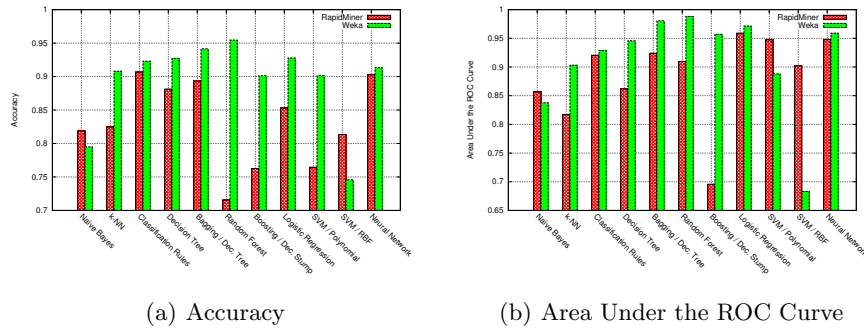 RapidMiner
Weka
Accuracy
1
0.95
0.9
0.85
0.8
0.75
0.7
Naive Bayes
k-NN
Classification Rules
Decision Tree
Bagging / Dec. Tree
Random Forest
Boosting / Dec. Stump
Logistic Regression
SVM / Polynomial
SVM / RBF
Neural Network
(a) Accuracy
RapidMiner
Weka
Area Under the ROC Curve
1
0.95
0.9
0.85
0.8
0.75
0.7
0.65
Naive Bayes
k-NN
Classification Rules
Decision Tree
Bagging / Dec. Tree
Random Forest
Boosting / Dec. Stump
Logistic Regression
SVM / Polynomial
SVM / RBF
Neural Network
(b) Area Under the ROC Curve